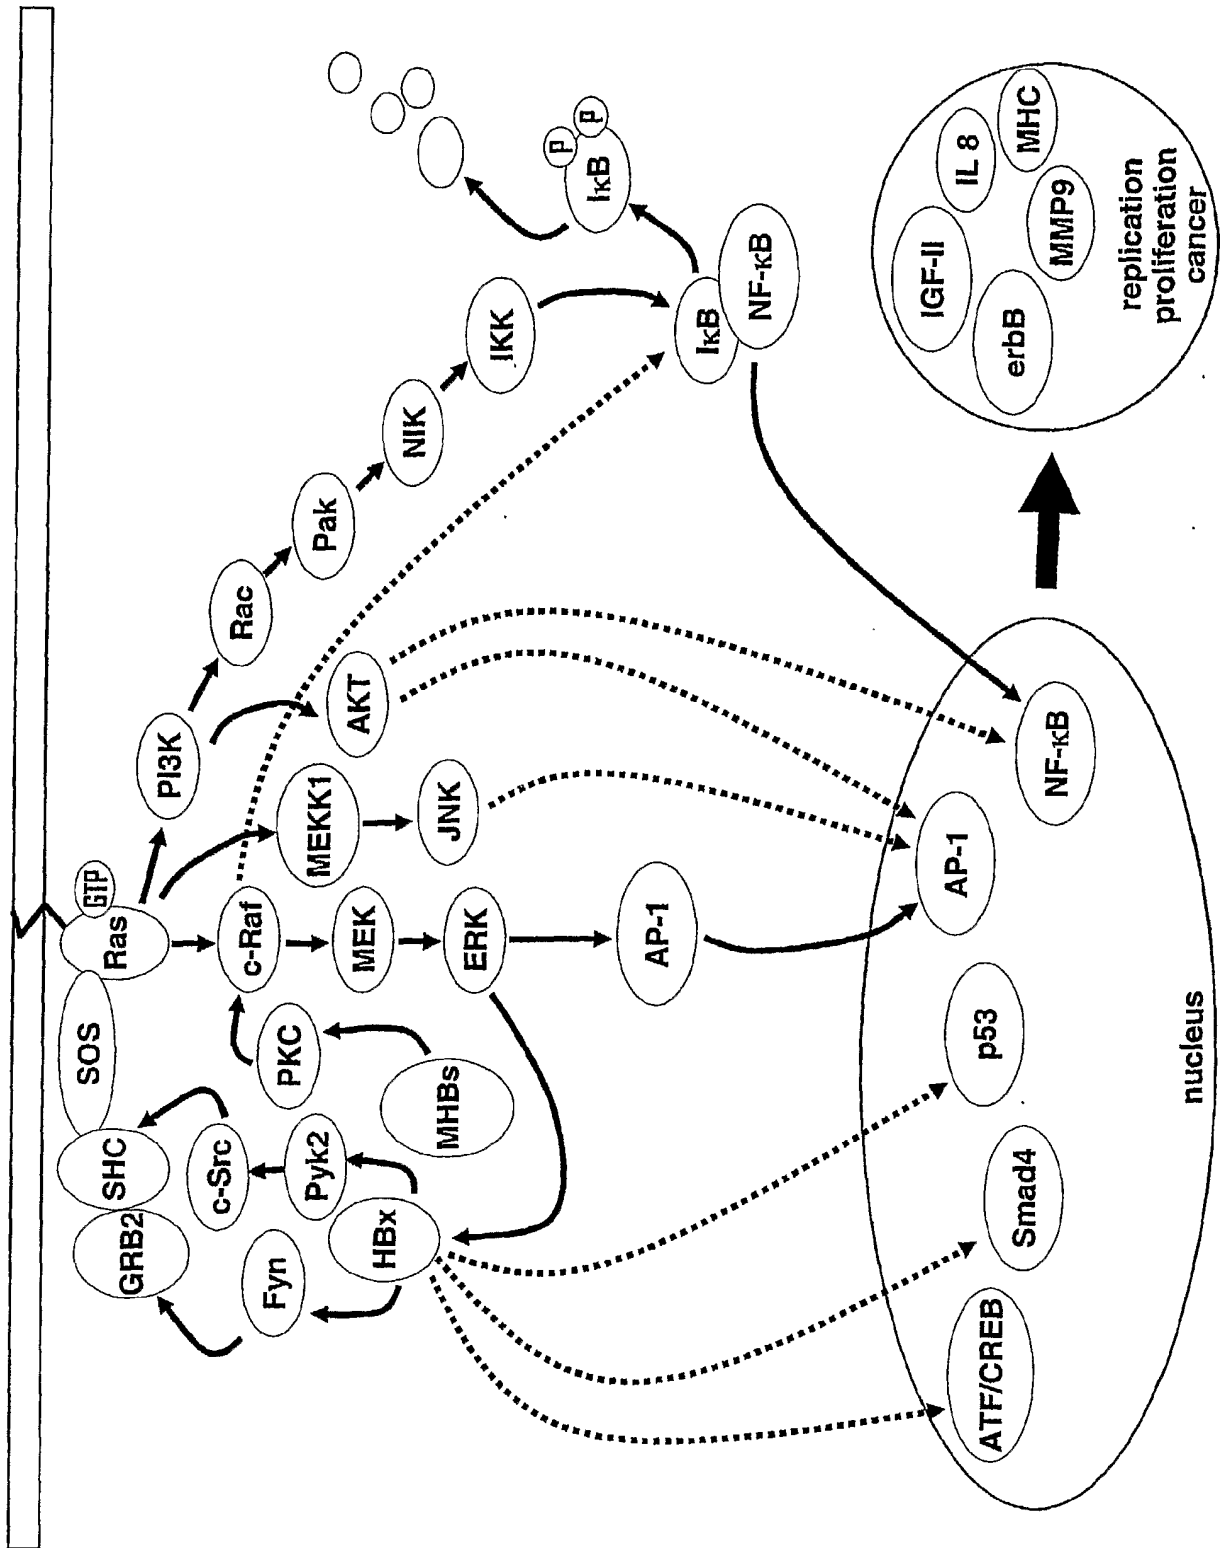 GRB2
SHC
SOS
Ras
GTP
Fyn
c-Src
PI3K
Rac
Pak
NIK
IKK
HBx
Pyk2
PKC
c-Raf
MEKK1
AKT
MHBs
MEK
JNK
ERK
AP-1
IκB
NF-κB
IκB
P
P
ATF/CREB
Smad4
p53
AP-1
NF-κB
nucleus
IGF-II
IL 8
erbB
MMP9
MHC
replication
proliferation
cancer